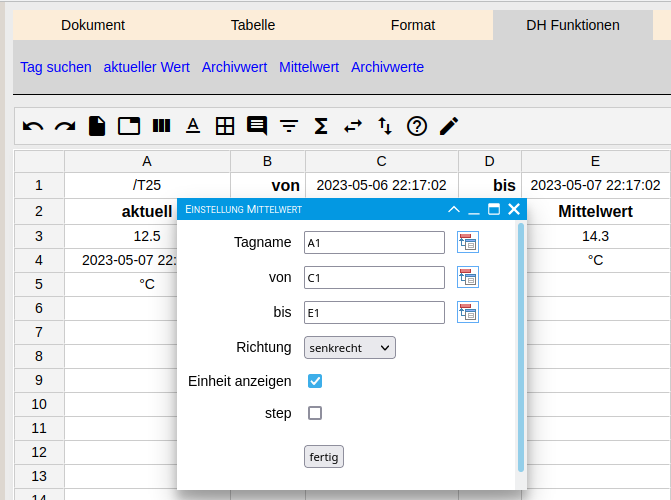 Dokument Tabelle Format DH Funktionen
Tag suchen aktueller Wert Archivwert Mittelwert Archivwerte
A B C D E
1 /T25 von 2023-05-06 22:17:02 bis 2023-05-07 22:17:02
2 aktuell Mittelwert
3 12.5 14.3
4 2023-05-07 22: °C
5 °C
6
7
8
9
10
11
12
13
14
Einstellung Mittelwert
Tagname A1
von C1
bis E1
Richtung senkrecht
Einheit anzeigen
step
fertig